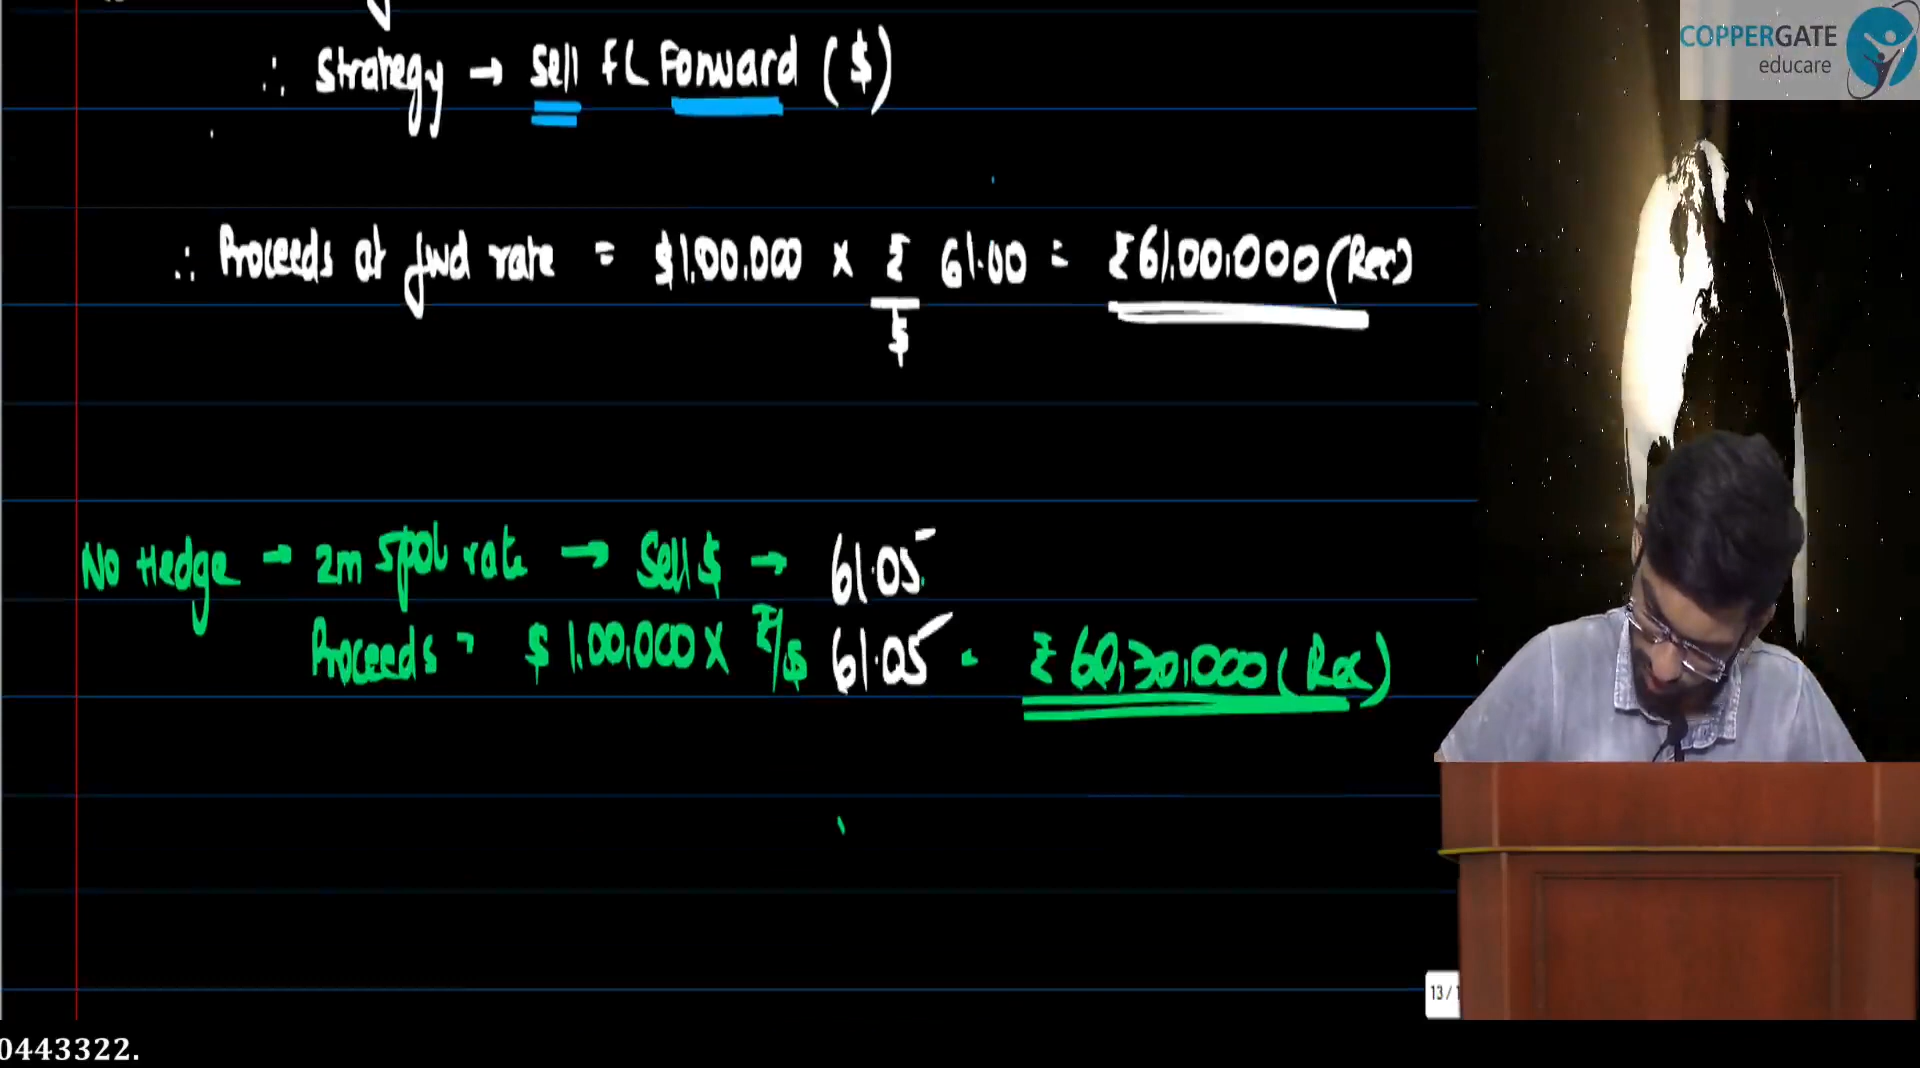 COPPERGATE
educare
∴ Strategy → Sell FC Forward ($)
∴ Proceeds at fwd rate = $1,00,000 × ₹/$ 61.00 = ₹61,00,000 (Rec)
No Hedge - 2m Spot rate → Sell $ → 61.05
Proceeds = $ 1,00,000 × ₹/$ 61.05 = ₹ 60,30,000 (Rec)
13 / 1
0443322.